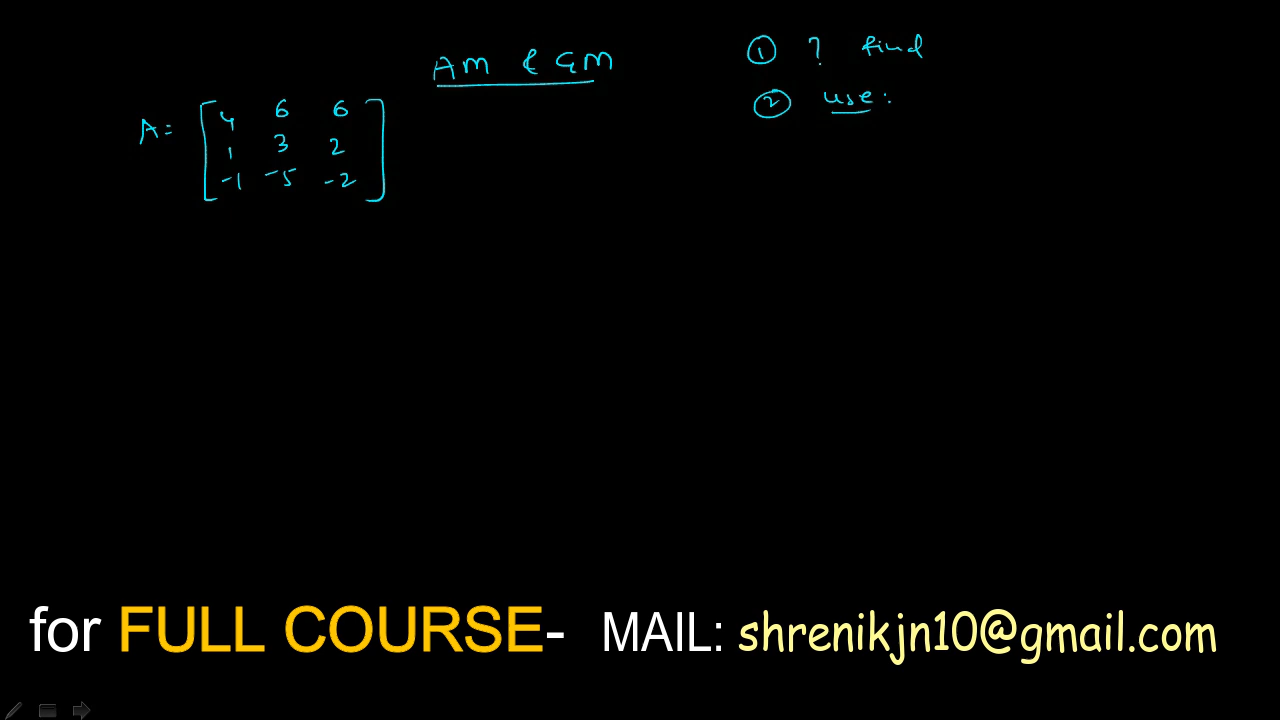 AM & GM
① ? find
② use:
A = [ 4 6 6
1 3 2
-1 -5 -2 ]
for FULL COURSE- MAIL: shrenikjn10@gmail.com